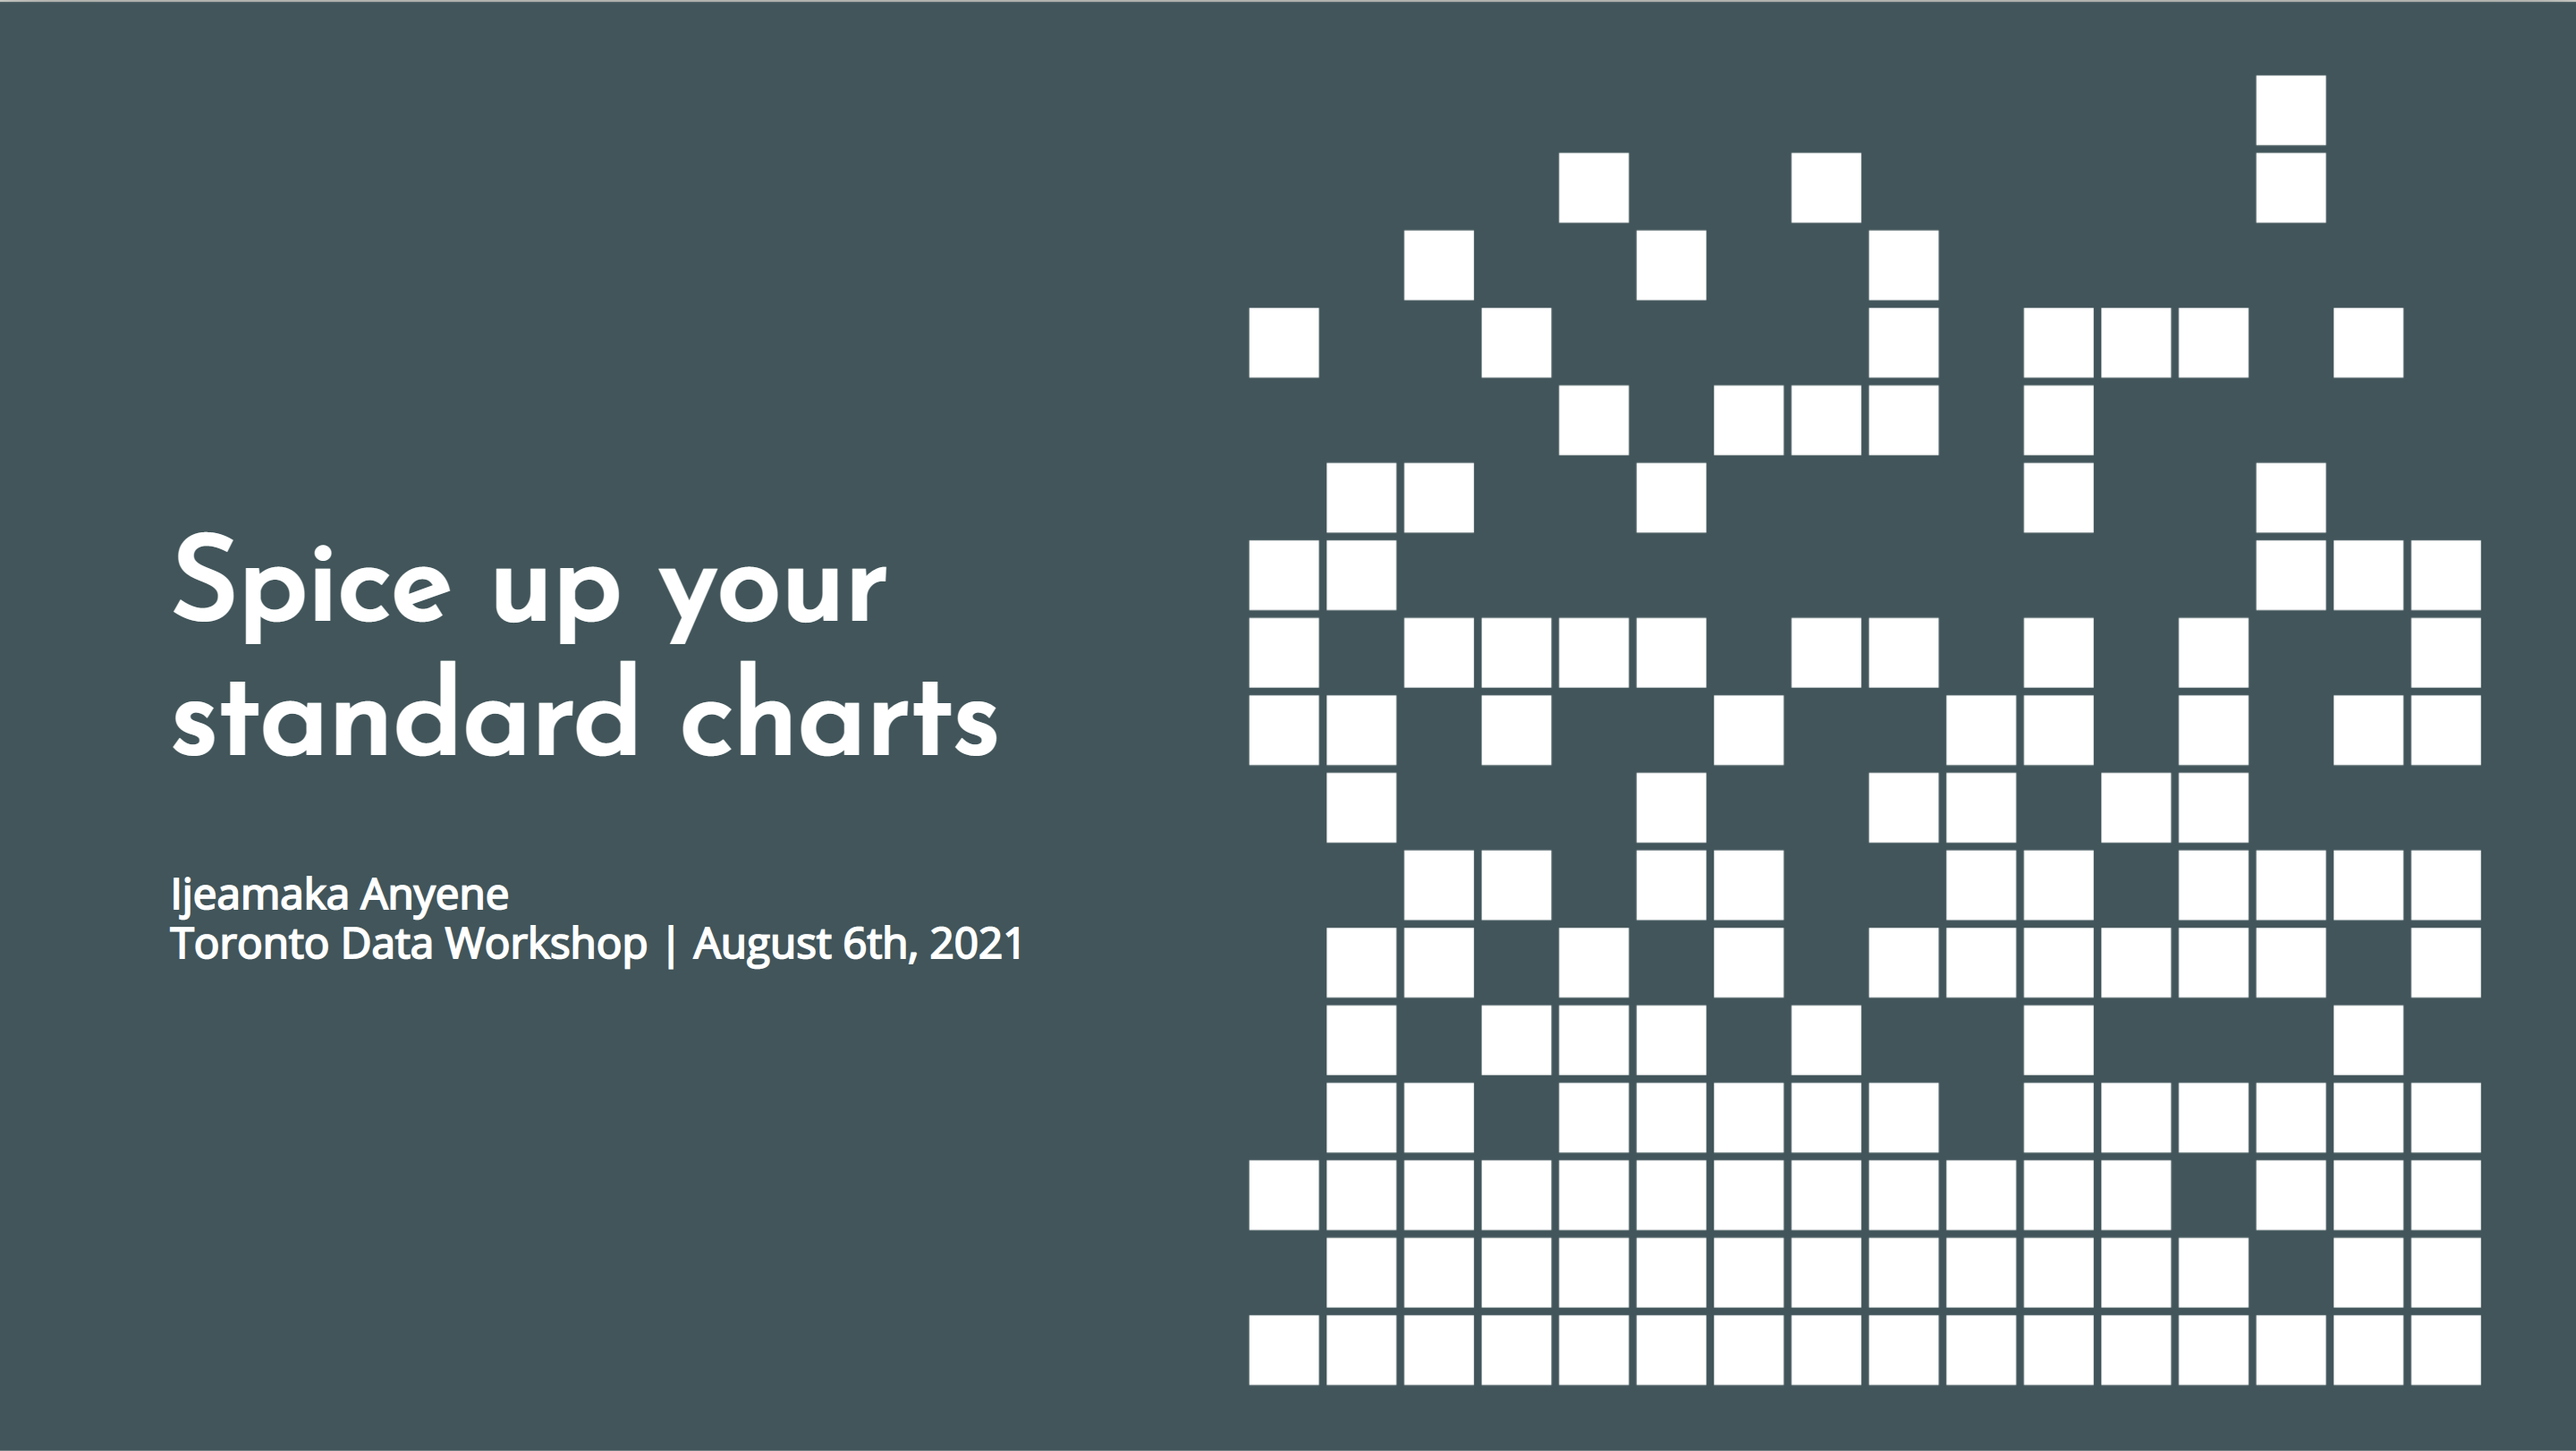 Spice up your
standard charts
Ijeamaka Anyene
Toronto Data Workshop | August 6th, 2021